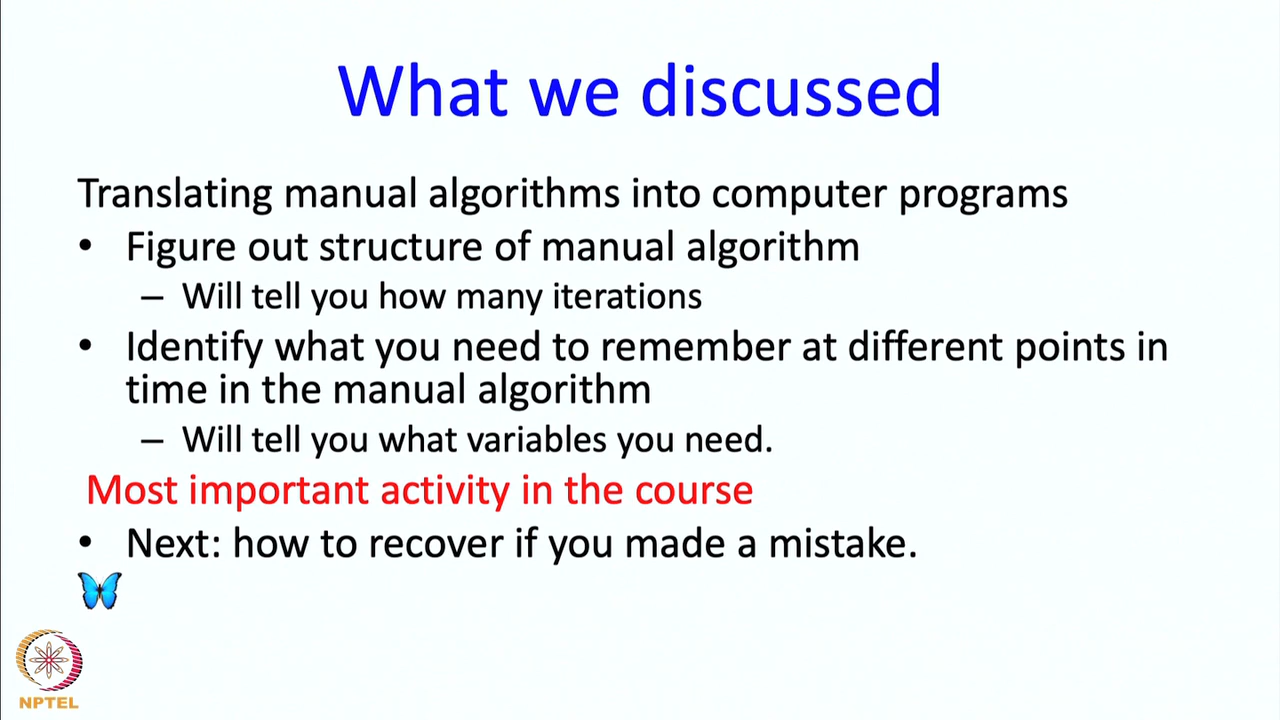 What we discussed
Translating manual algorithms into computer programs
• Figure out structure of manual algorithm
– Will tell you how many iterations
• Identify what you need to remember at different points in
time in the manual algorithm
– Will tell you what variables you need.
Most important activity in the course
• Next: how to recover if you made a mistake.
NPTEL